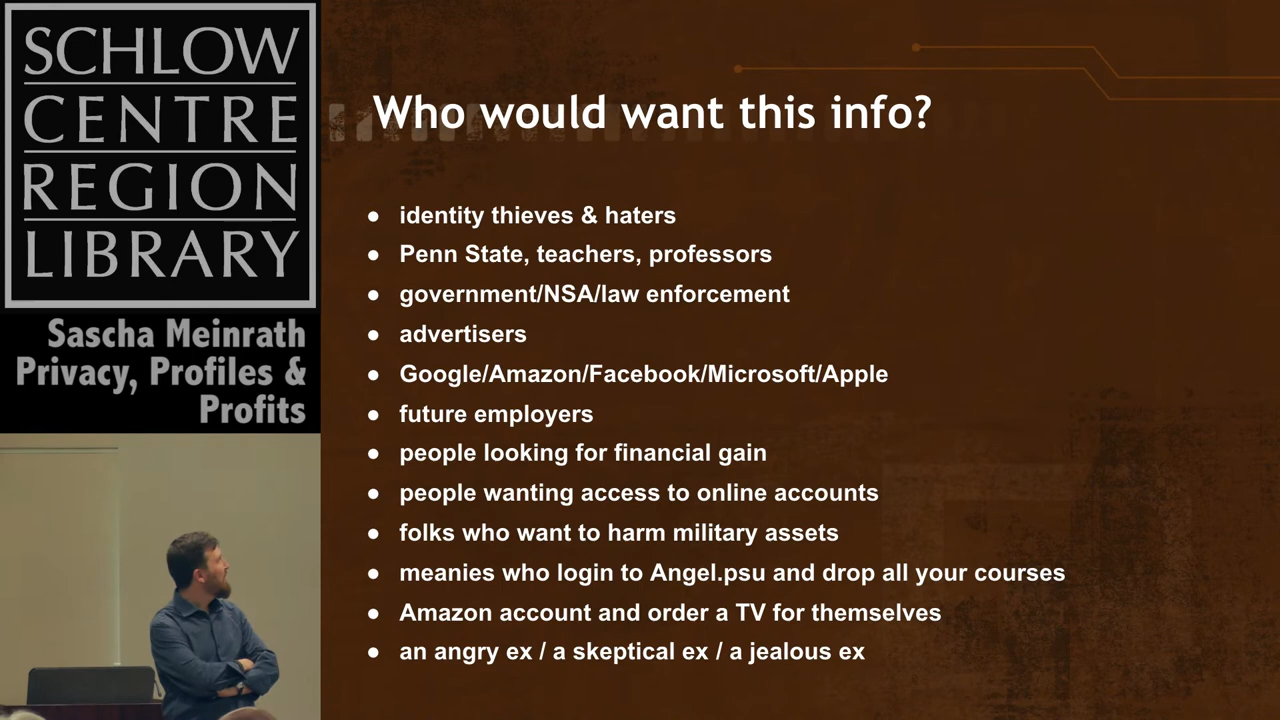 SCHLOW
CENTRE
REGION
LIBRARY
Sascha Meinrath
Privacy, Profiles &
Profits
Who would want this info?
● identity thieves & haters
● Penn State, teachers, professors
● government/NSA/law enforcement
● advertisers
● Google/Amazon/Facebook/Microsoft/Apple
● future employers
● people looking for financial gain
● people wanting access to online accounts
● folks who want to harm military assets
● meanies who login to Angel.psu and drop all your courses
● Amazon account and order a TV for themselves
● an angry ex / a skeptical ex / a jealous ex